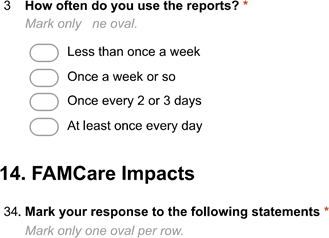 3 How often do you use the reports? *
Mark only ne oval.
Less than once a week
Once a week or so
Once every 2 or 3 days
At least once every day
14. FAMCare Impacts
34. Mark your response to the following statements *
Mark only one oval per row.